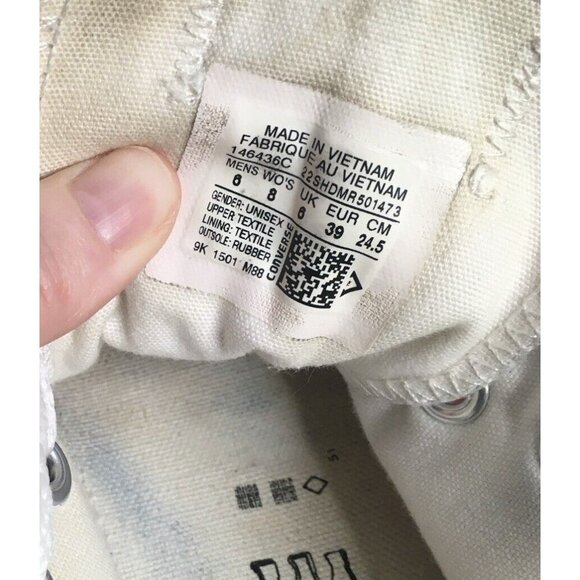 MADE IN VIETNAM
FABRIQUE AU VIETNAM
146436C 22SHDMR501473
MENS WO'S UK EUR CM
6 8 6 39 24.5
GENDER: UNISEX
UPPER TEXTILE
LINING: TEXTILE
OUTSOLE: RUBBER
9K 1501 M88
CONVERSE
51